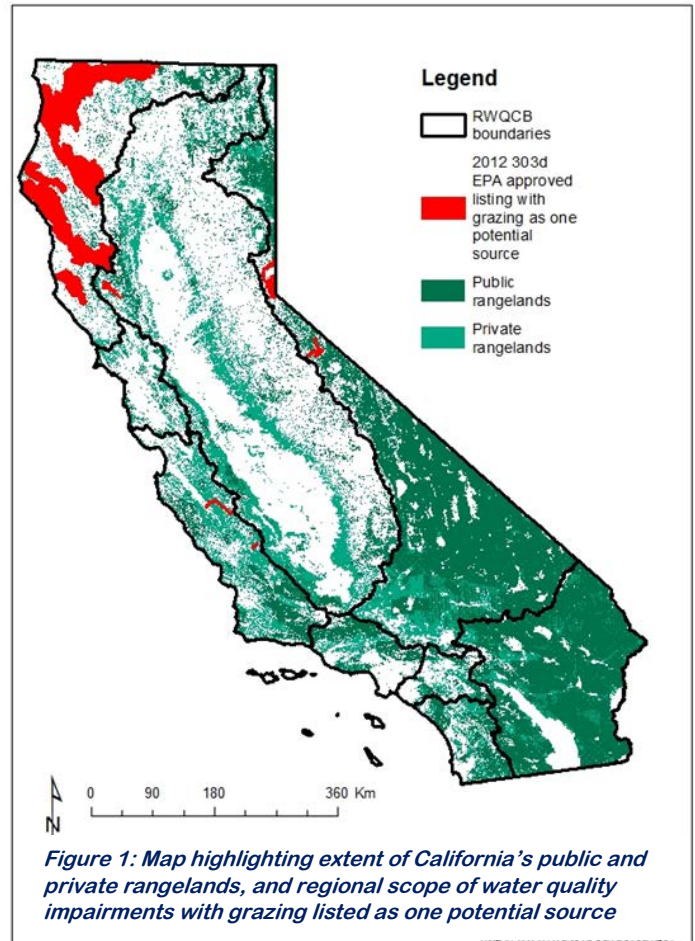 Legend
RWQCB
boundaries
2012 303d
EPA approved
listing with
grazing as one
potential
source
Public
rangelands
Private
rangelands
0 90 180 360 Km
N
Figure 1: Map highlighting extent of California's public and
private rangelands, and regional scope of water quality
impairments with grazing listed as one potential source